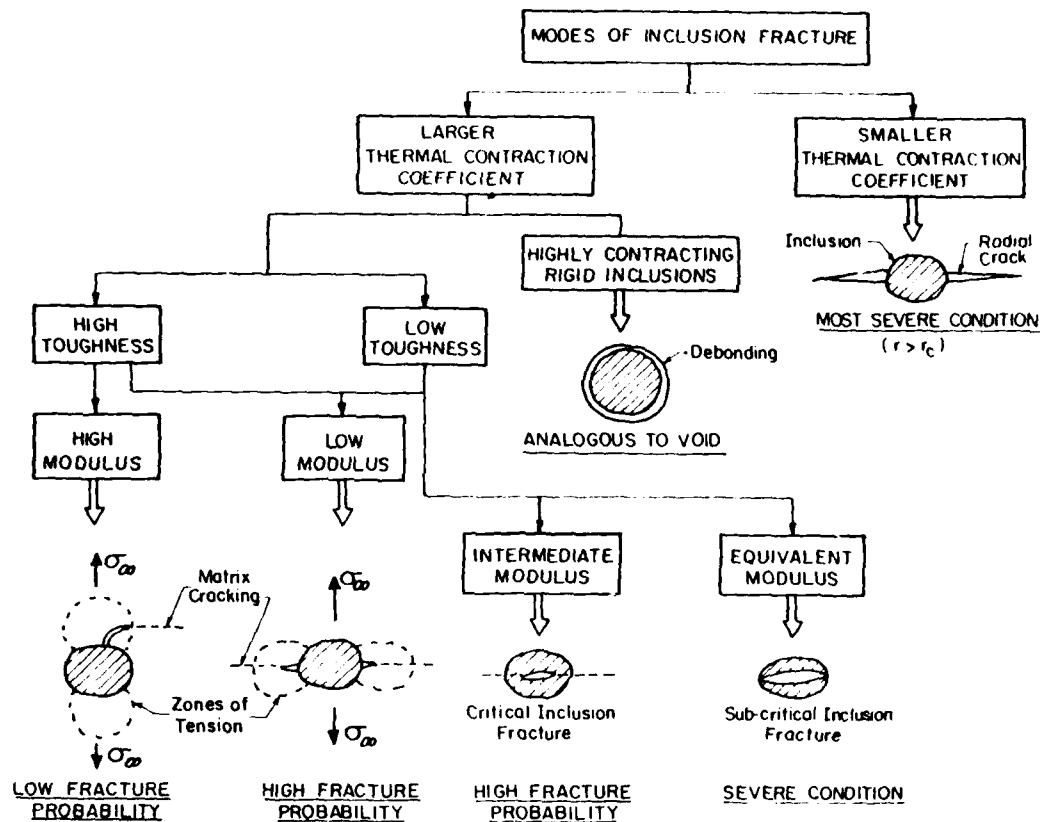 MODES OF INCLUSION FRACTURE
LARGER
THERMAL CONTRACTION
COEFFICIENT
SMALLER
THERMAL CONTRACTION
COEFFICIENT
HIGHLY CONTRACTING
RIGID INCLUSIONS
Inclusion
Radial
Crack
MOST SEVERE CONDITION
(r > rc)
HIGH
TOUGHNESS
LOW
TOUGHNESS
Debonding
ANALOGOUS TO VOID
HIGH
MODULUS
LOW
MODULUS
INTERMEDIATE
MODULUS
EQUIVALENT
MODULUS
σ∞
σ∞
Matrix
Cracking
Zones of
Tension
σ∞
σ∞
Critical Inclusion
Fracture
Sub-critical Inclusion
Fracture
LOW FRACTURE
PROBABILITY
HIGH FRACTURE
PROBABILITY
HIGH FRACTURE
PROBABILITY
SEVERE CONDITION